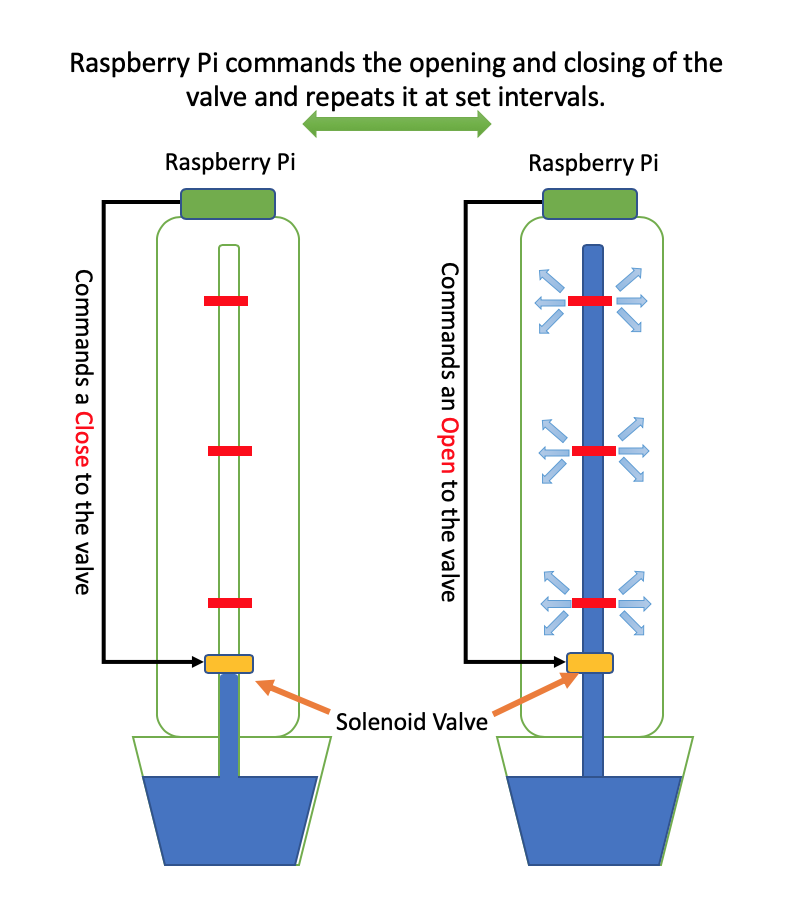 Raspberry Pi commands the opening and closing of the
valve and repeats it at set intervals.
Raspberry Pi
Raspberry Pi
Commands a Close to the valve
Commands an Open to the valve
Solenoid Valve